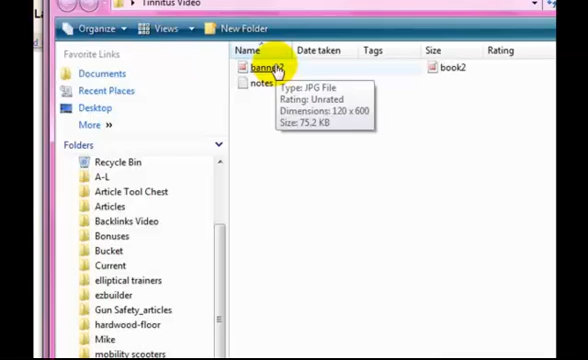 Tinnitus Video
Organize Views New Folder
Favorite Links
Documents
Recent Places
Desktop
More »
Folders
Recycle Bin
A-L
Article Tool Chest
Articles
Backlinks Video
Bonuses
Bucket
Current
elliptical trainers
ezbuilder
Gun Safety_articles
hardwood-floor
Mike
mobility scooters
Name Date taken Tags Size Rating
banner2 book2
notes
Type: JPG File
Rating: Unrated
Dimensions: 120 x 600
Size: 75.2 KB